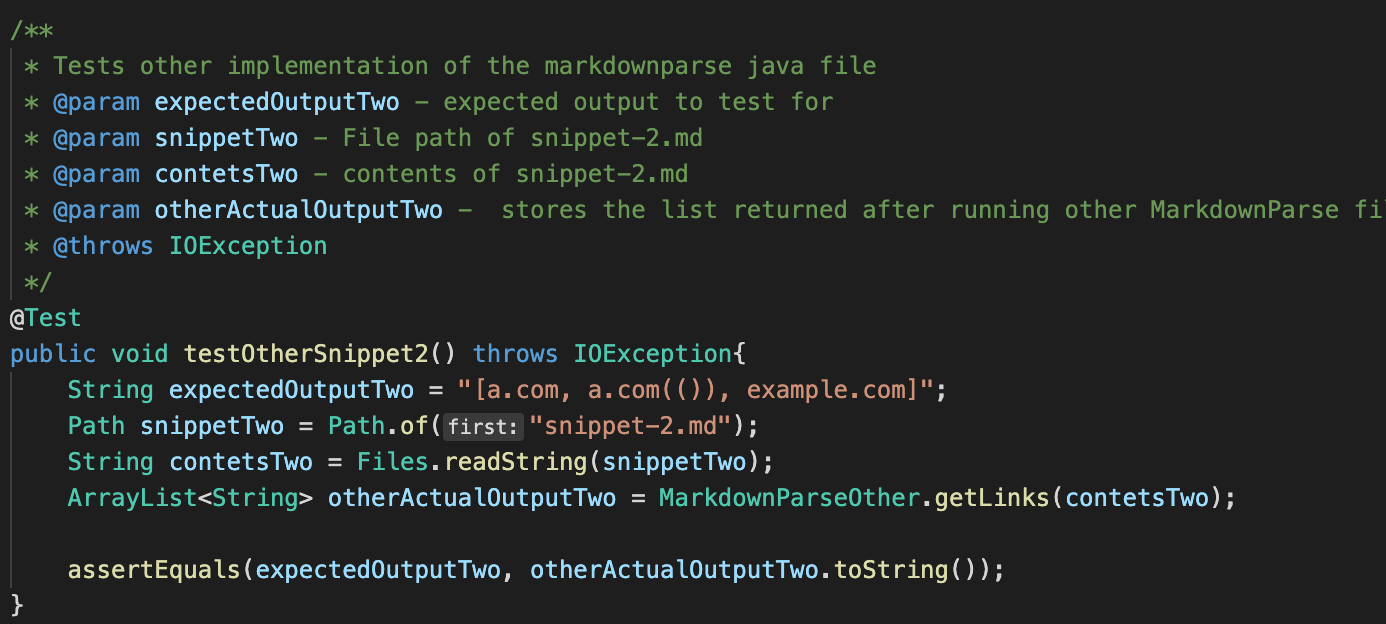 /**
 * Tests other implementation of the markdownparse java file
 * @param expectedOutputTwo – expected output to test for
 * @param snippetTwo – File path of snippet-2.md
 * @param contetsTwo – contents of snippet-2.md
 * @param otherActualOutputTwo –  stores the list returned after running other MarkdownParse
 * @throws IOException
 */
@Test
public void testOtherSnippet2() throws IOException{
    String expectedOutputTwo = "[a.com, a.com(()), example.com]";
    Path snippetTwo = Path.of(first:"snippet-2.md");
    String contetsTwo = Files.readString(snippetTwo);
    ArrayList<String> otherActualOutputTwo = MarkdownParseOther.getLinks(contetsTwo);
    assertEquals(expectedOutputTwo, otherActualOutputTwo.toString());
}